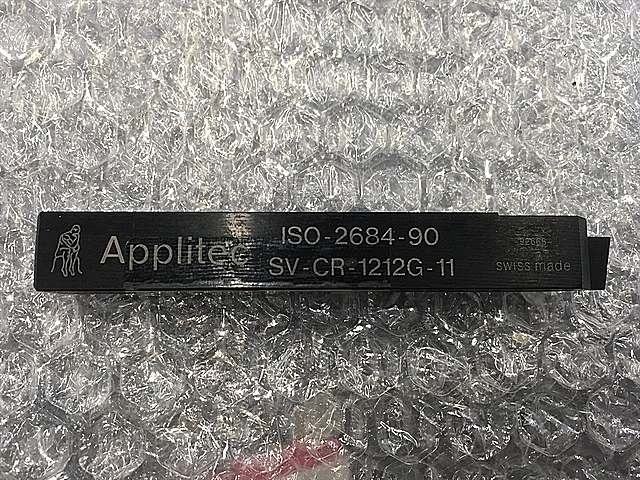 Applitec
ISO-2684-90
SV-CR-1212G-11
swiss made